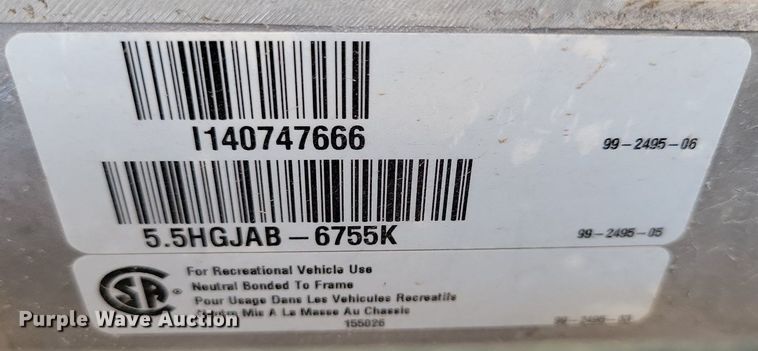 I140747666
99-2495-06
5.5HGJAB-6755K
99-2495-05
For Recreational Vehicle Use
Neutral Bonded To Frame
Pour Usage Dans Les Vehicules Recreatifs
Mis A La Masse Au Chassis
155026
Purple Wave Auction